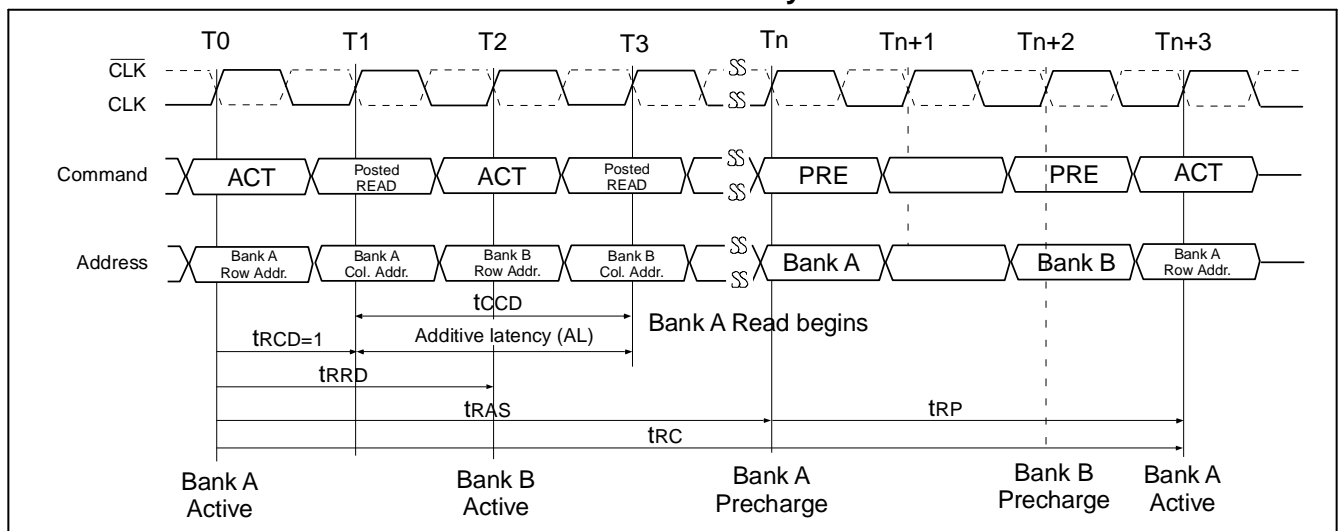 T0 T1 T2 T3 Tn Tn+1 Tn+2 Tn+3
CLK
CLK
Command ACT Posted READ ACT Posted READ PRE PRE ACT
Address Bank A Row Addr. Bank A Col. Addr. Bank B Row Addr. Bank B Col. Addr. Bank A Bank B Bank A Row Addr.
tCCD
Bank A Read begins
tRCD=1 Additive latency (AL)
tRRD
tRAS tRP
tRC
Bank A Active Bank B Active Bank A Precharge Bank B Precharge Bank A Active